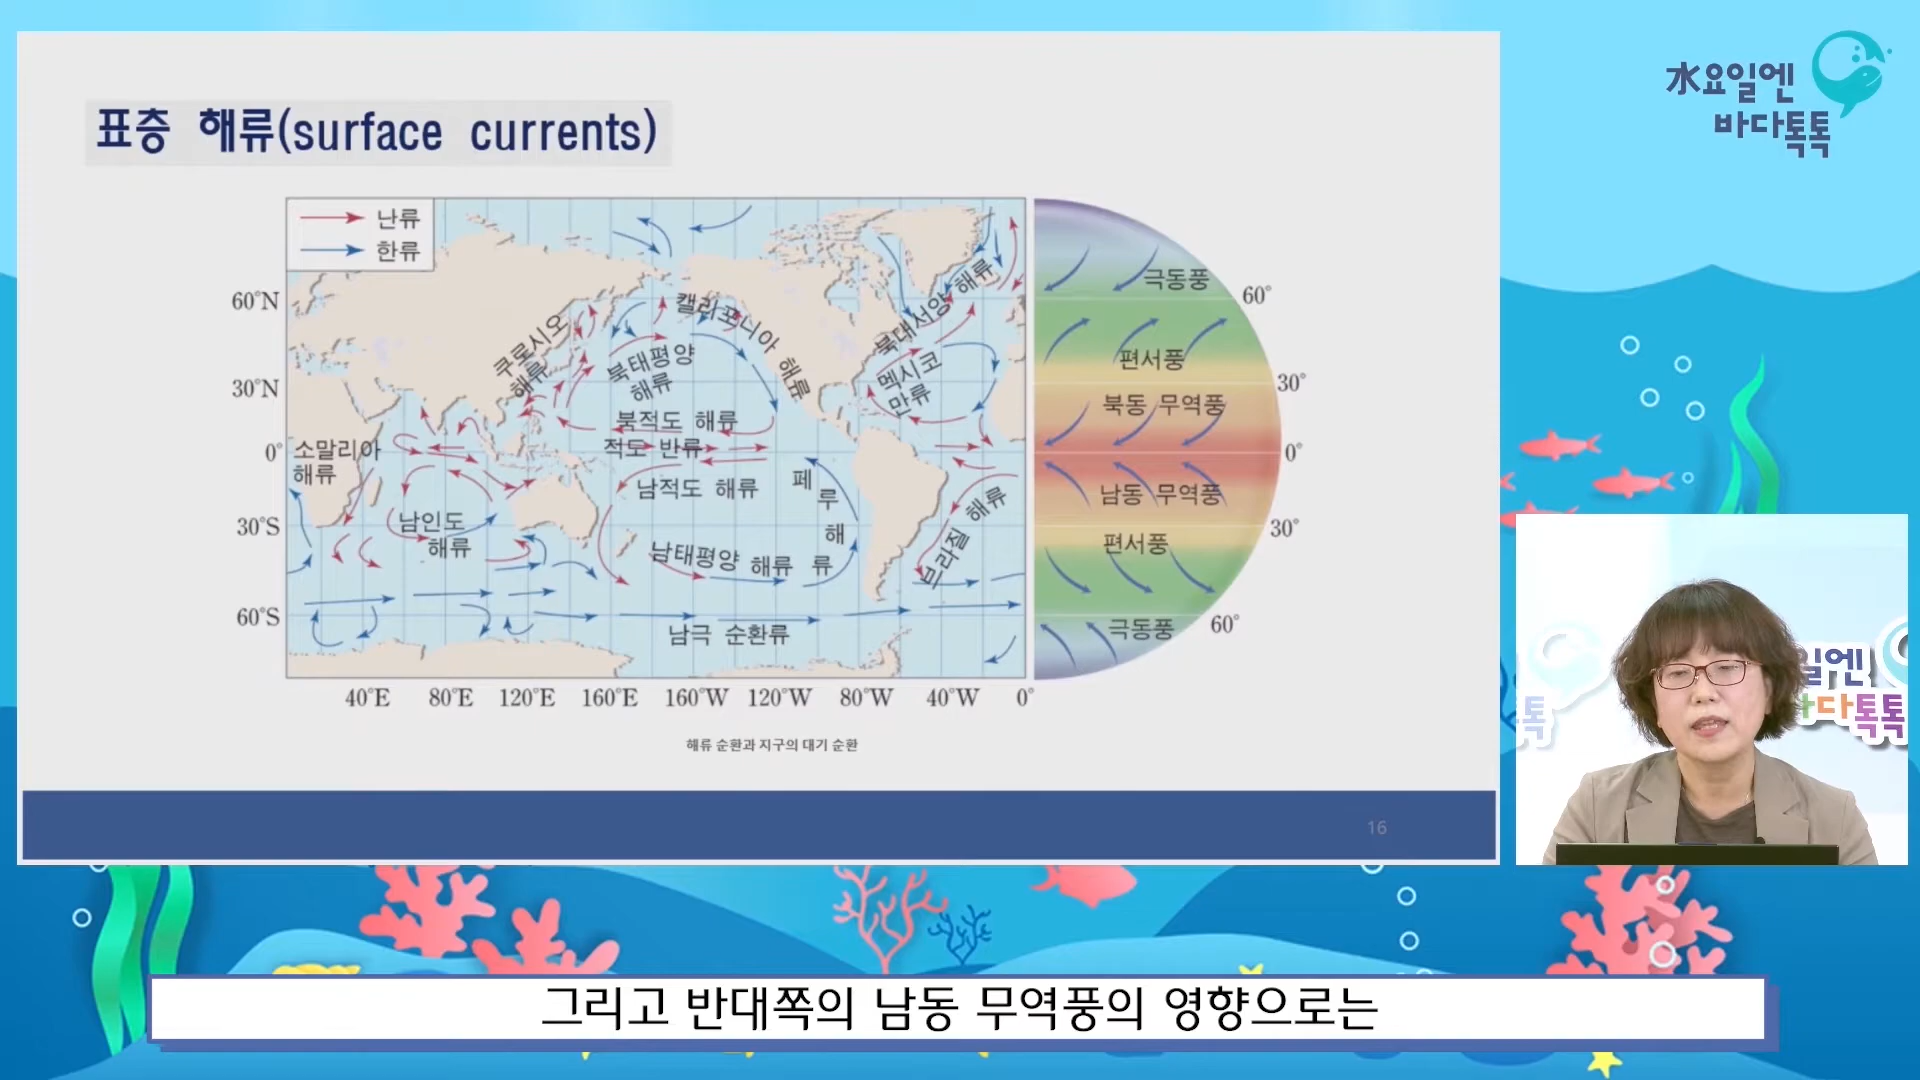 표층 해류(surface currents)
水요일엔
바다톡톡
난류
한류
60°N
30°N
0°
30°S
60°S
쿠로시오
해류
캘리포니아 해류
북태평양
해류
북대서양 해류
멕시코
만류
북적도 해류
적도 반류
소말리아
해류
남적도 해류
페루 해류
남인도
해류
남태평양 해류
브라질 해류
남극 순환류
40°E 80°E 120°E 160°E 160°W 120°W 80°W 40°W 0°
극동풍
60°
편서풍
30°
북동 무역풍
0°
남동 무역풍
30°
편서풍
극동풍
60°
해류 순환과 지구의 대기 순환
16
일엔
다톡톡
톡
그리고 반대쪽의 남동 무역풍의 영향으로는